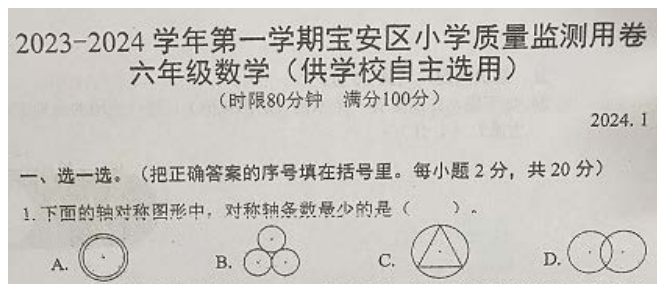 2023-2024 学年第一学期宝安区小学质量监测用卷
六年级数学（供学校自主选用）
（时限80分钟　满分100分）
2024.1
一、选一选。（把正确答案的序号填在括号里。每小题 2 分，共 20 分）
1. 下面的轴对称图形中，对称轴条数最少的是（　　）。
A. B. C. D.